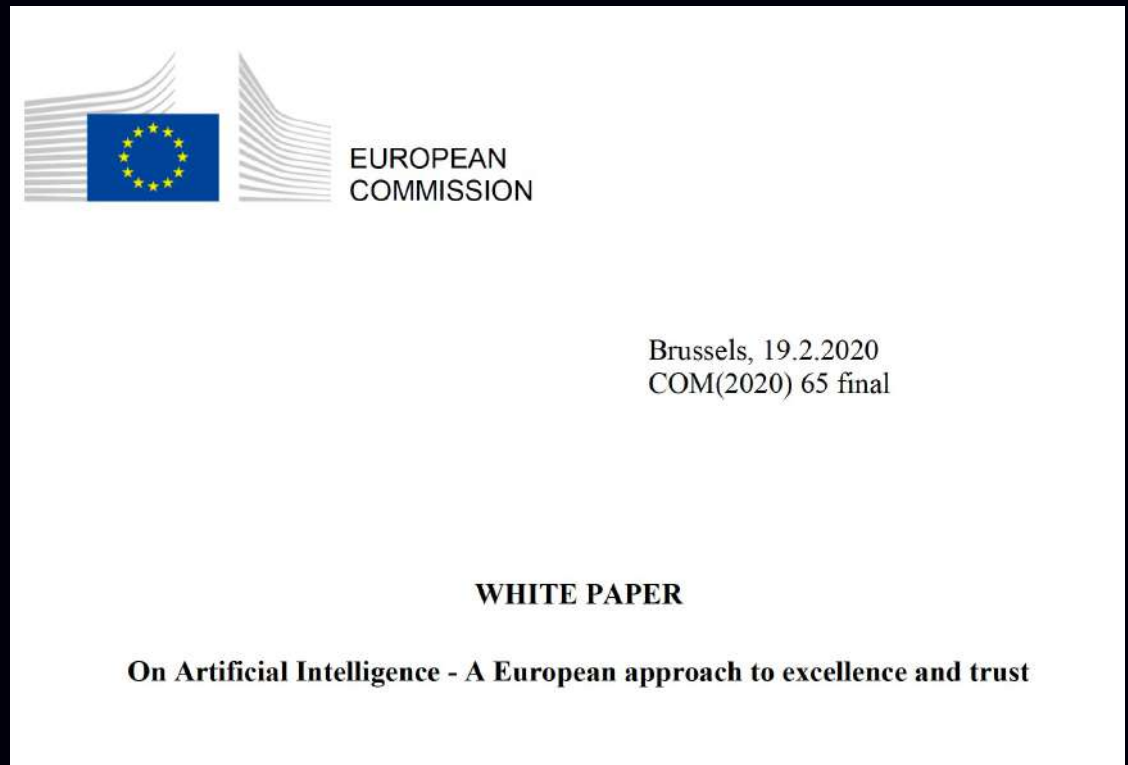 EUROPEAN
COMMISSION
Brussels, 19.2.2020
COM(2020) 65 final
WHITE PAPER
On Artificial Intelligence - A European approach to excellence and trust